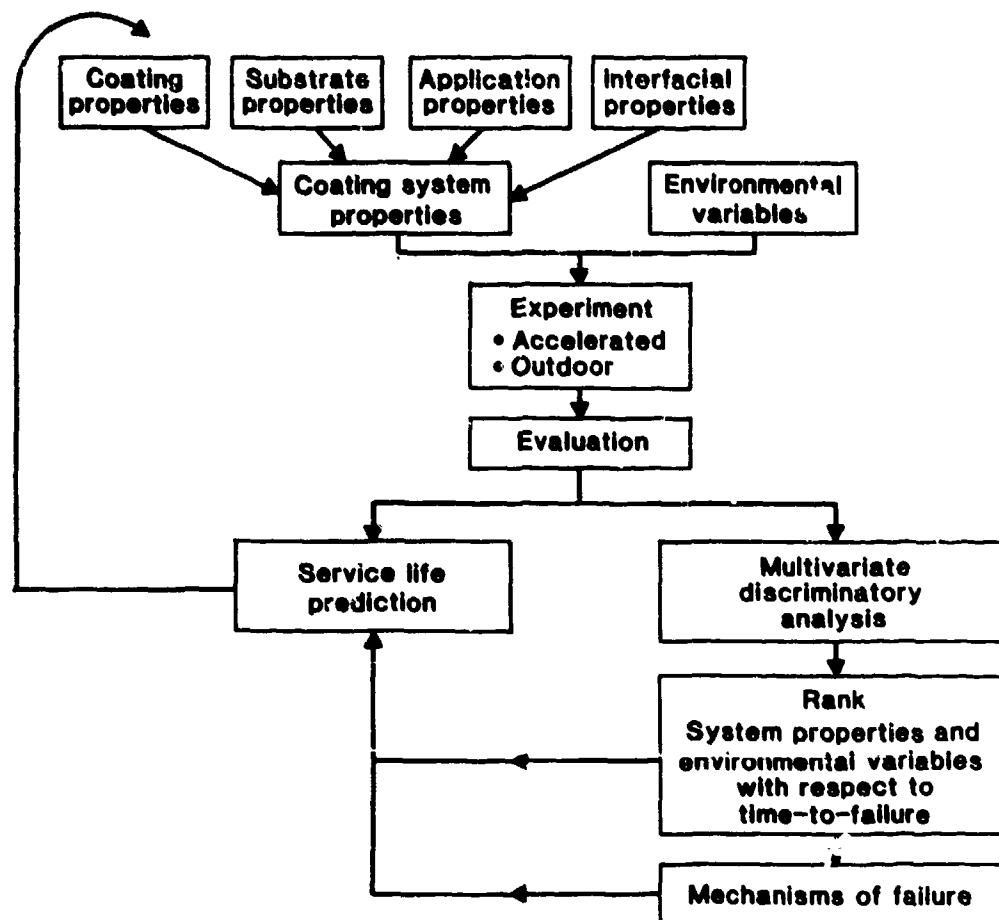 Coating
properties
Substrate
properties
Application
properties
Interfacial
properties
Coating system
properties
Environmental
variables
Experiment
• Accelerated
• Outdoor
Evaluation
Service life
prediction
Multivariate
discriminatory
analysis
Rank
System properties and
environmental variables
with respect to
time-to-failure
Mechanisms of failure